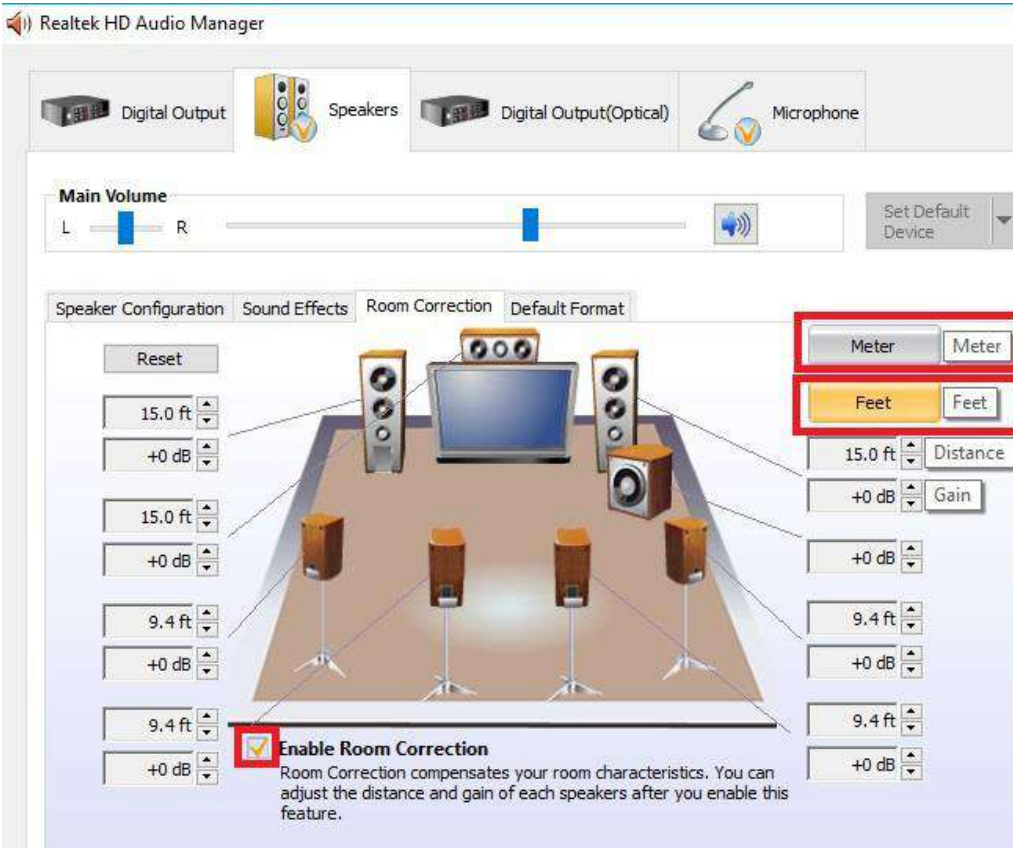 Realtek HD Audio Manager
Digital Output
Speakers
Digital Output(Optical)
Microphone
Main Volume
L
R
Set Default
Device
Speaker Configuration
Sound Effects
Room Correction
Default Format
Reset
Meter
Meter
Feet
Feet
15.0 ft
+0 dB
15.0 ft
+0 dB
9.4 ft
+0 dB
9.4 ft
+0 dB
15.0 ft
Distance
+0 dB
Gain
+0 dB
9.4 ft
+0 dB
9.4 ft
+0 dB
Enable Room Correction
Room Correction compensates your room characteristics. You can
adjust the distance and gain of each speakers after you enable this
feature.